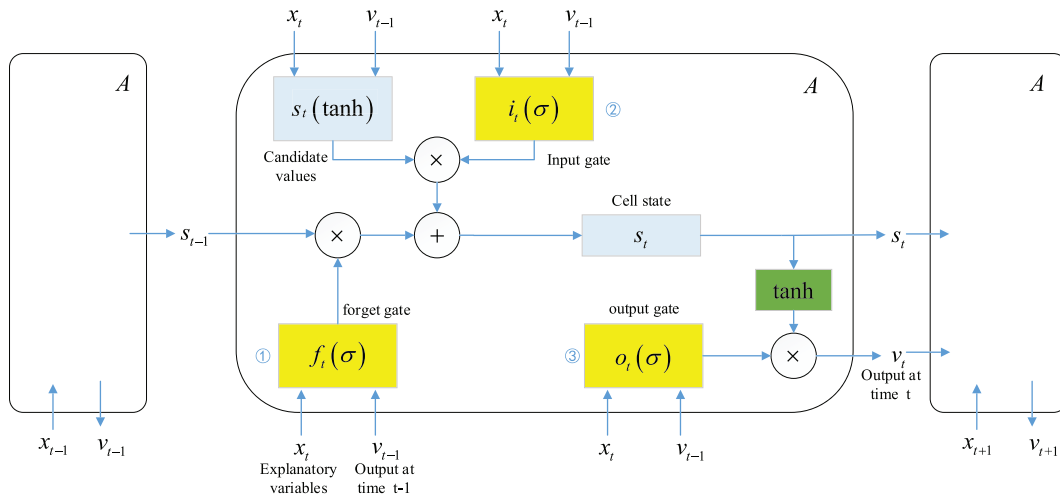 x_t v_{t-1} x_t v_{t-1}
A A A
s_t(tanh) i_t(σ) ②
Candidate values
× Input gate
Cell state
s_{t-1} × + s_t s_t
tanh
forget gate output gate
① f_t(σ) ③ o_t(σ) × v_t
Output at time t
x_{t-1} v_{t-1} x_t v_{t-1} x_t v_{t-1} x_{t+1} v_{t+1}
Explanatory variables
Output at time t-1